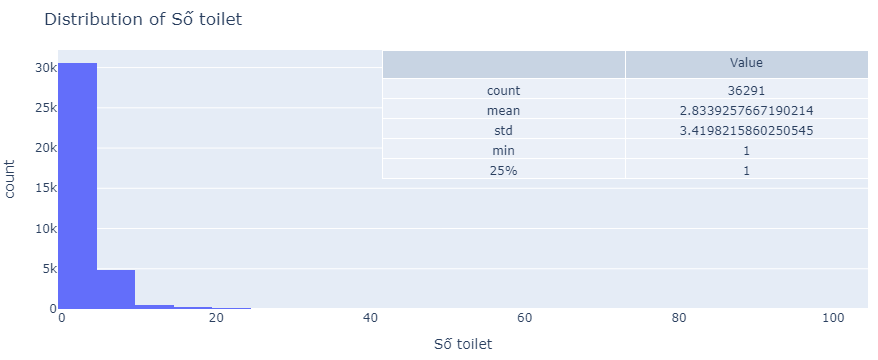 Distribution of Số toilet
Value
count 36291
mean 2.8339257667190214
std 3.4198215860250545
min 1
25% 1
30k
25k
20k
15k
10k
5k
0
count
0 20 40 60 80 100
Số toilet